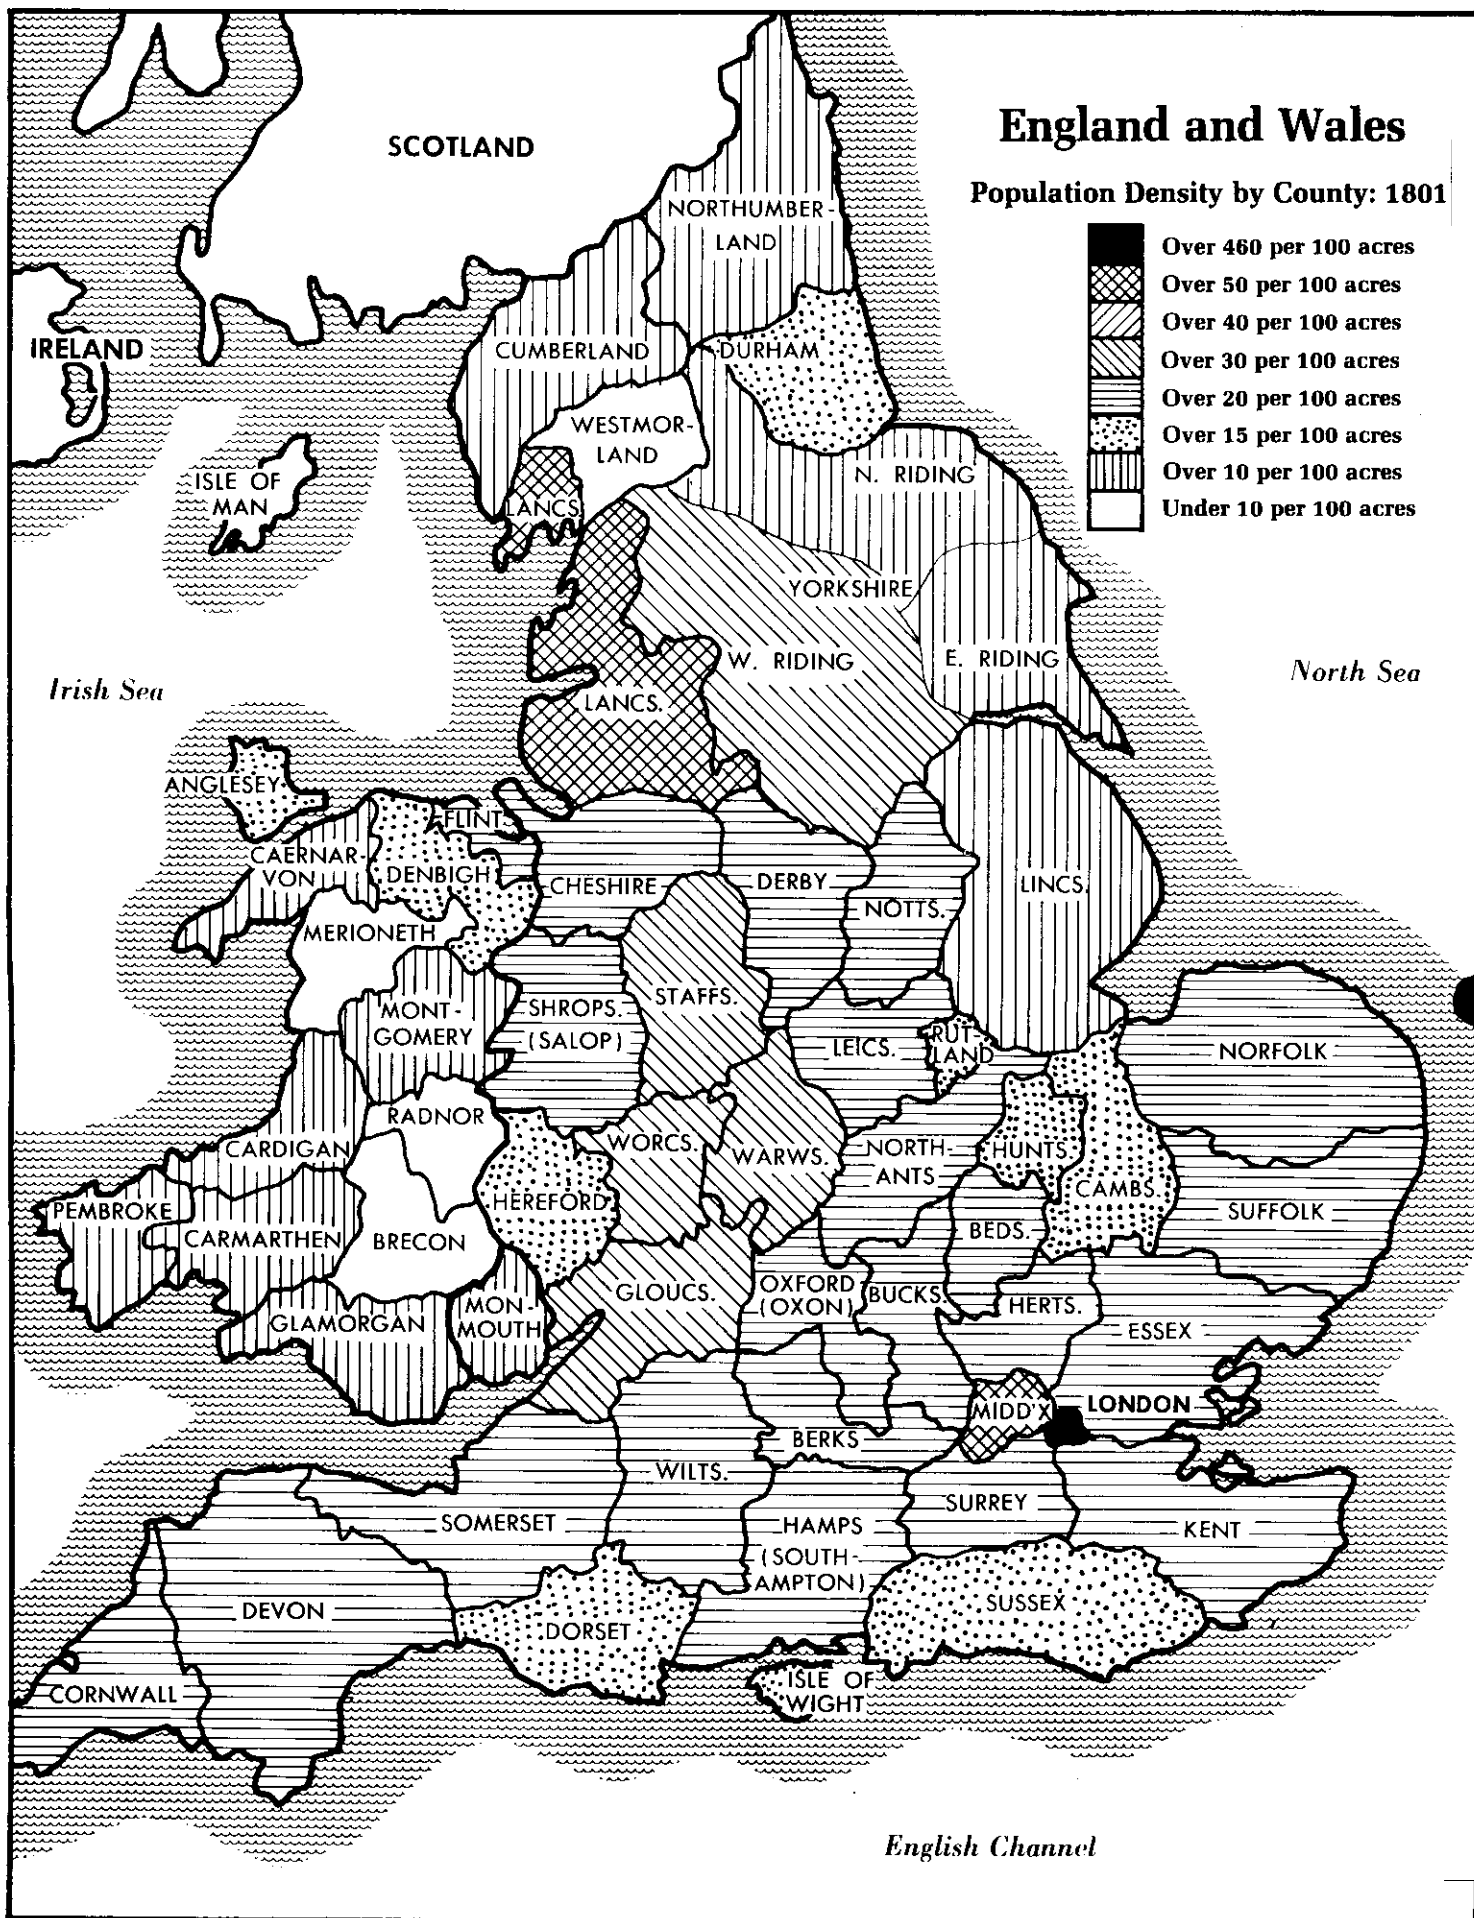 England and Wales
Population Density by County: 1801
Over 460 per 100 acres
Over 50 per 100 acres
Over 40 per 100 acres
Over 30 per 100 acres
Over 20 per 100 acres
Over 15 per 100 acres
Over 10 per 100 acres
Under 10 per 100 acres
SCOTLAND
NORTHUMBER-
LAND
IRELAND
CUMBERLAND
DURHAM
WESTMOR-
LAND
ISLE OF
MAN
N. RIDING
LANCS
YORKSHIRE
W. RIDING
E. RIDING
Irish Sea
North Sea
LANCS.
ANGLESEY
FLINT
CAERNAR-
VON
DENBIGH
CHESHIRE
DERBY
NOTTS.
LINCS.
MERIONETH
MONT-
GOMERY
SHROPS.
(SALOP)
STAFFS.
LEICS.
RUT-
LAND
NORFOLK
RADNOR
CARDIGAN
WORCS.
WARWS.
NORTH-
ANTS
HUNTS.
CAMBS.
PEMBROKE
CARMARTHEN
BRECON
HEREFORD
BEDS.
SUFFOLK
GLAMORGAN
MON-
MOUTH
GLOUCS.
OXFORD
(OXON)
BUCKS.
HERTS.
ESSEX
MIDD'X
LONDON
BERKS
WILTS.
SURREY
SOMERSET
HAMPS
(SOUTH-
AMPTON)
KENT
DEVON
DORSET
SUSSEX
CORNWALL
ISLE OF
WIGHT
English Channel